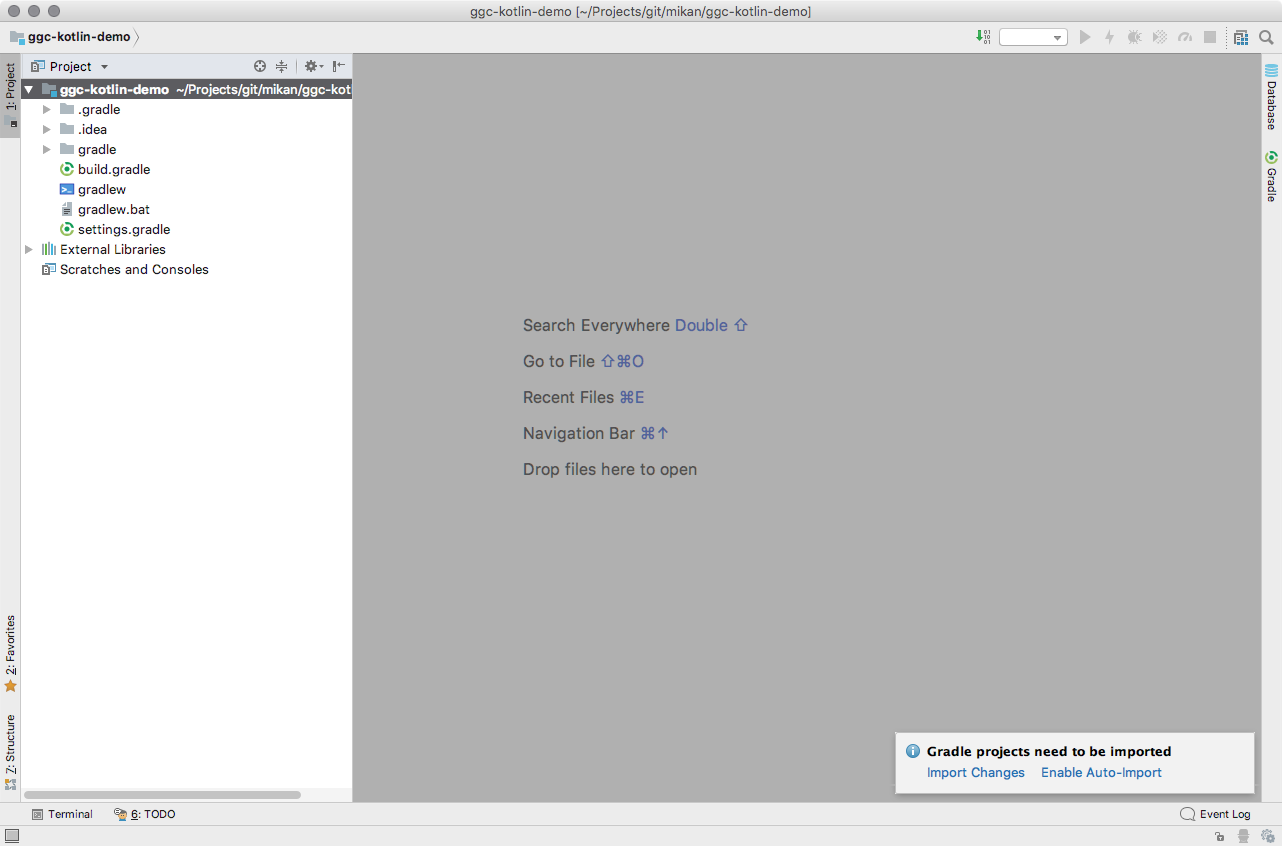 ggc-kotlin-demo [~/Projects/git/mikan/ggc-kotlin-demo]
ggc-kotlin-demo
1: Project
Project
ggc-kotlin-demo ~/Projects/git/mikan/ggc-kotl
.gradle
.idea
gradle
build.gradle
gradlew
gradlew.bat
settings.gradle
External Libraries
Scratches and Consoles
Search Everywhere Double ⇧
Go to File ⇧⌘O
Recent Files ⌘E
Navigation Bar ⌘↑
Drop files here to open
Database
Gradle
2: Favorites
7: Structure
Gradle projects need to be imported
Import Changes Enable Auto-Import
Terminal 6: TODO Event Log